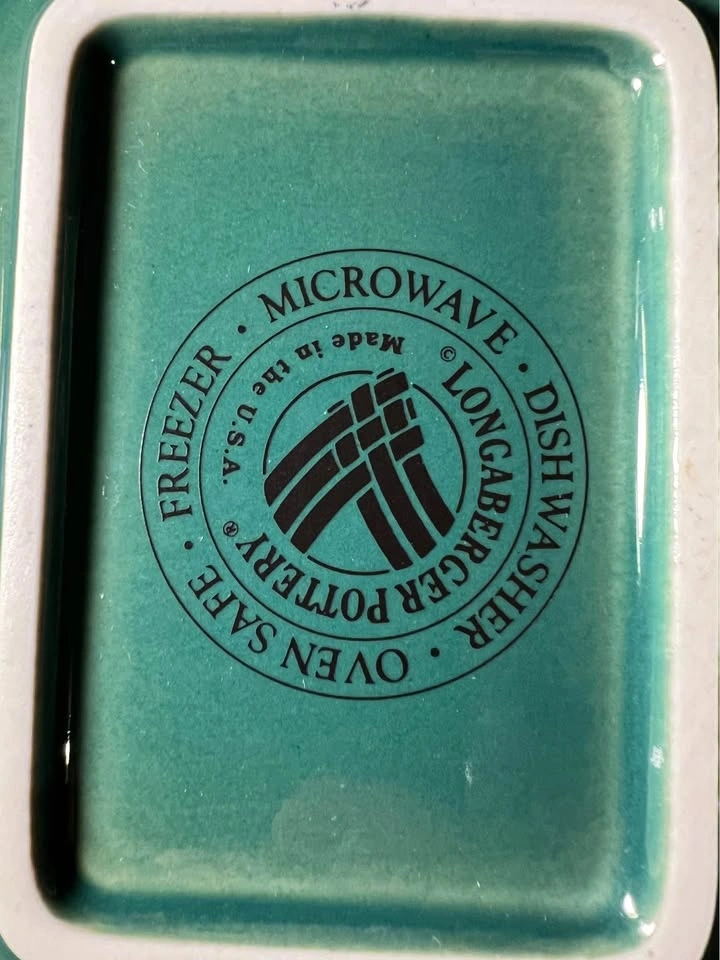 MICROWAVE • DISHWASHER • OVEN SAFE • FREEZER •
© LONGABERGER POTTERY®
Made in the U.S.A.